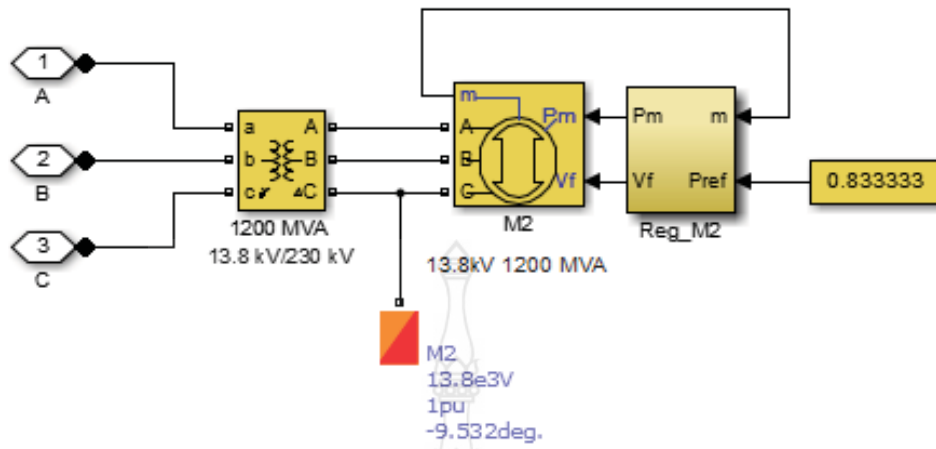 1
A
2
B
3
C
a A
b B
c C
1200 MVA
13.8 kV/230 kV
m
Pm
A
B
C
Vf
M2
13.8kV 1200 MVA
Pm m
Vf Pref
Reg_M2
0.833333
M2
13.8e3V
1pu
-9.532deg.